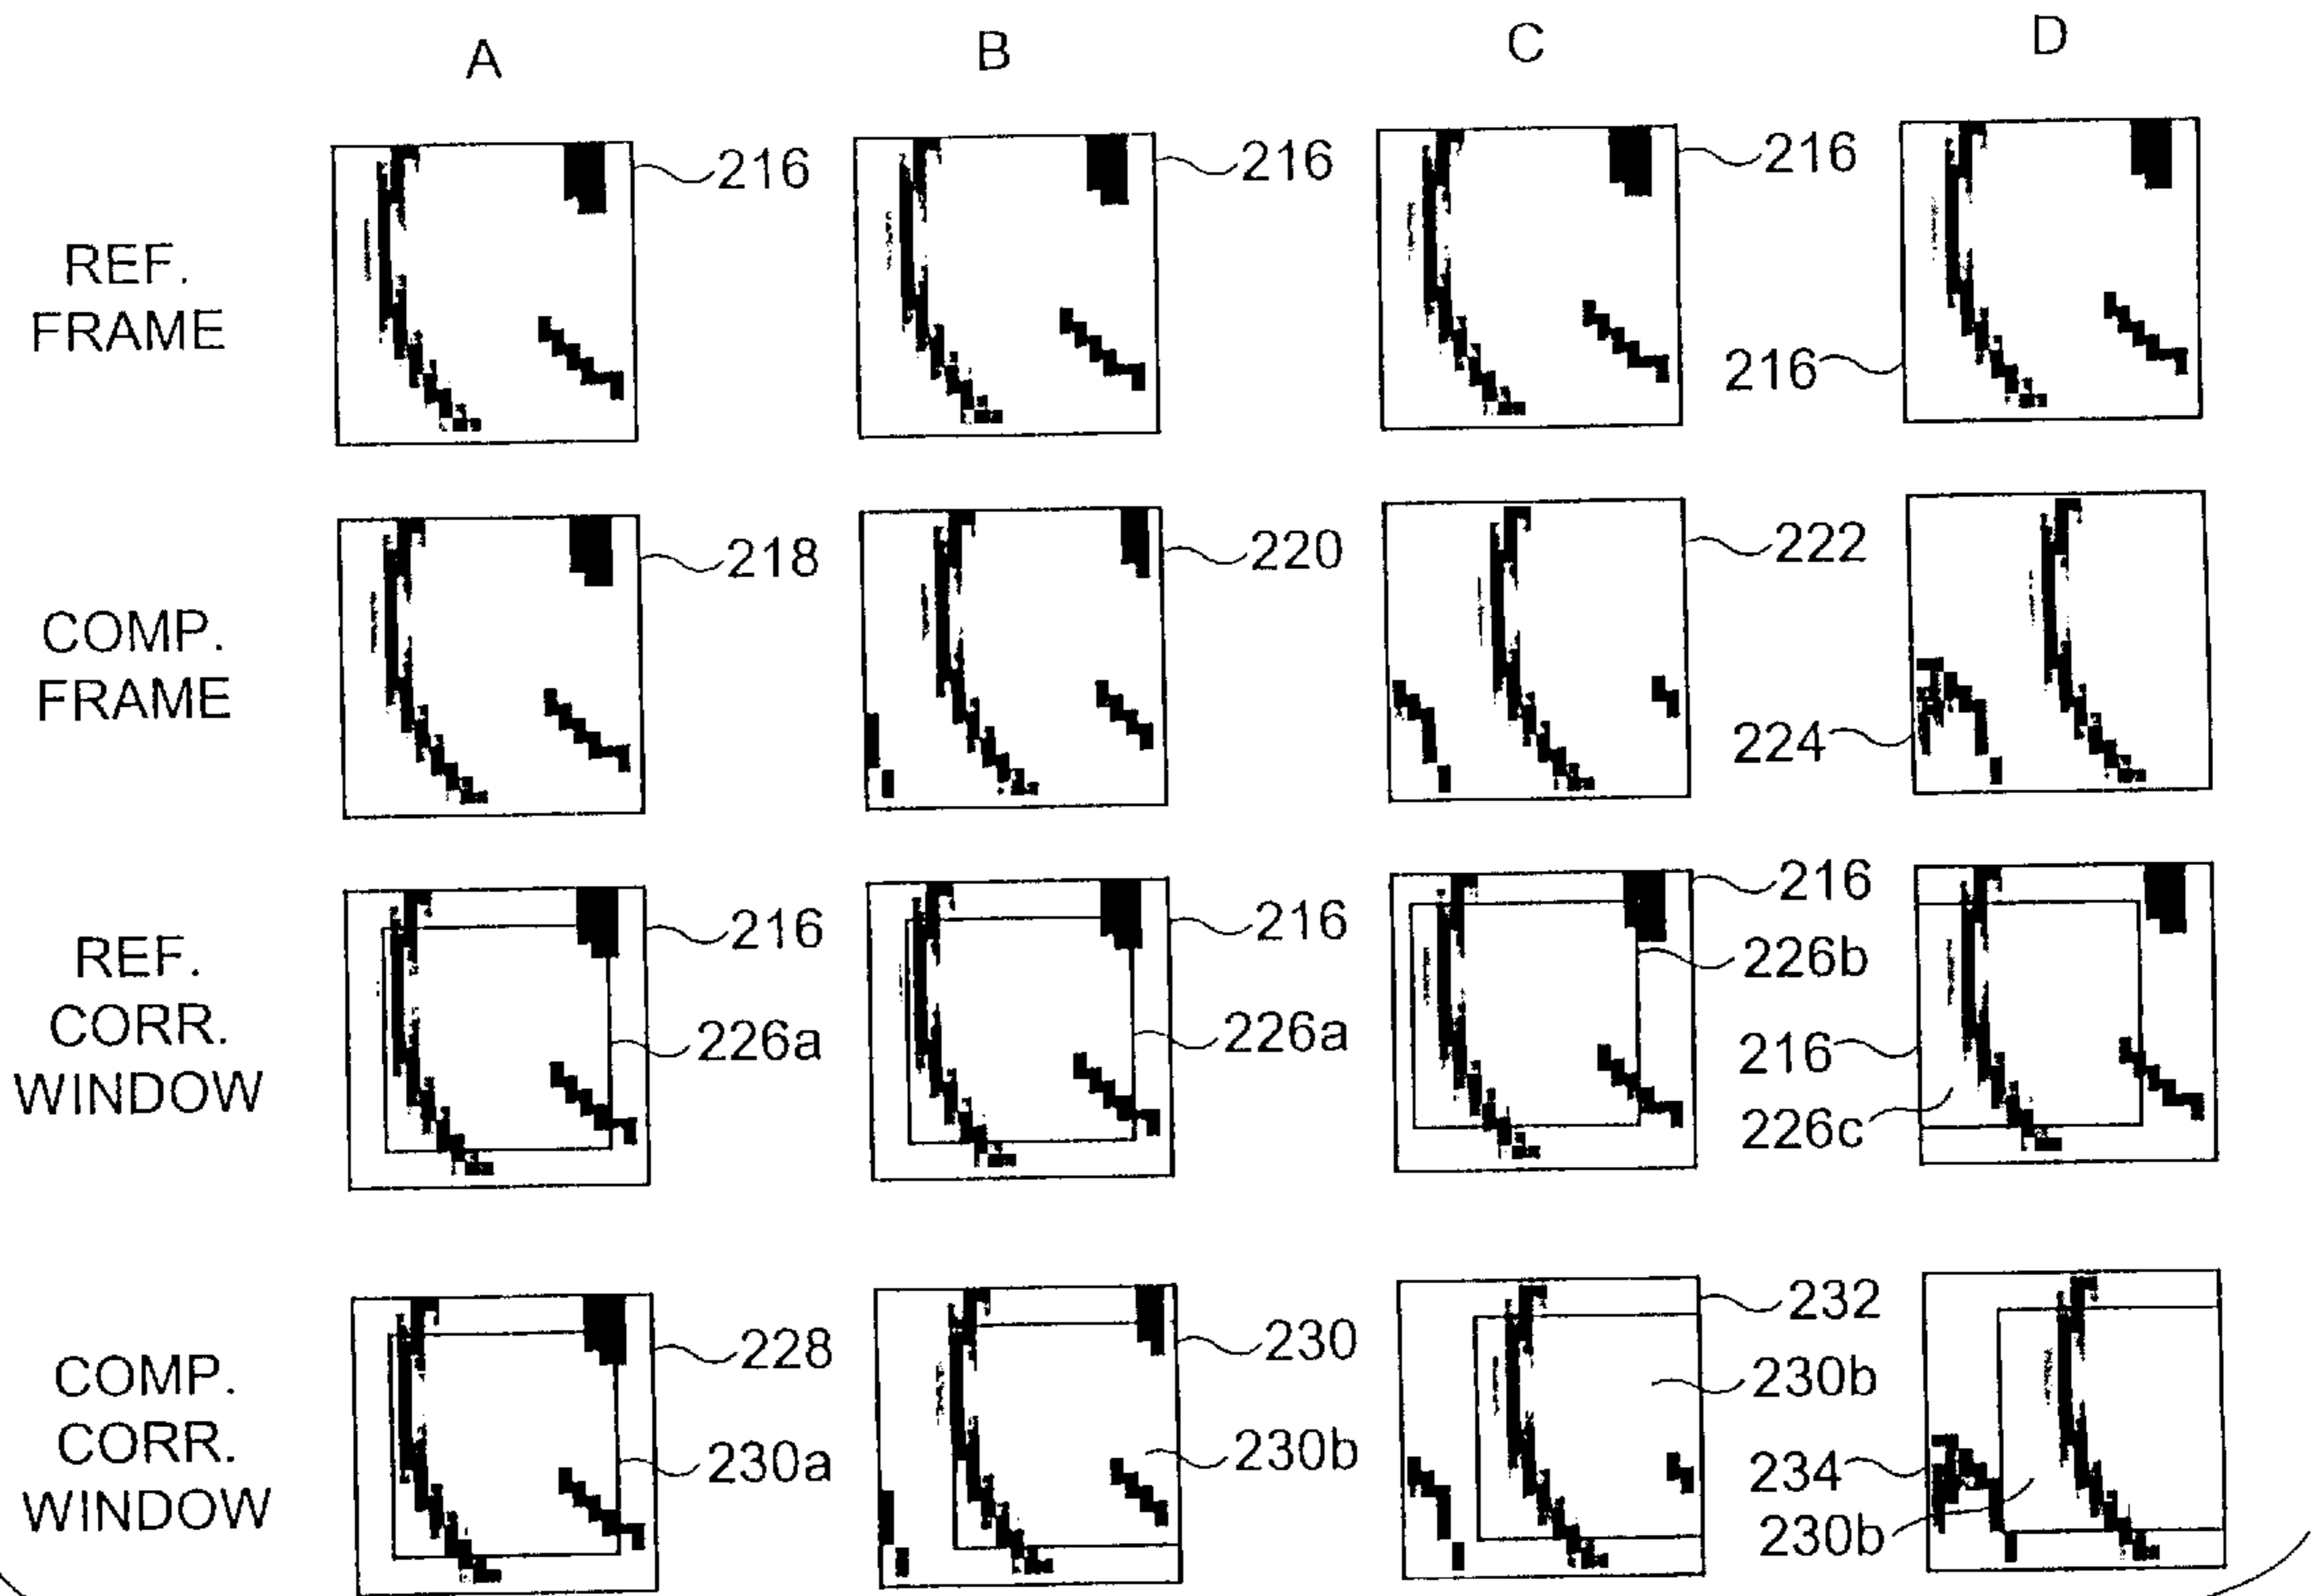 A B C D
REF.
FRAME
216 216 216 216
COMP.
FRAME
218 220 222 224
REF.
CORR.
WINDOW
216 216 216 216
226a 226a 226b 226c
COMP.
CORR.
WINDOW
228 230 232 234
230a 230b 230b 230b